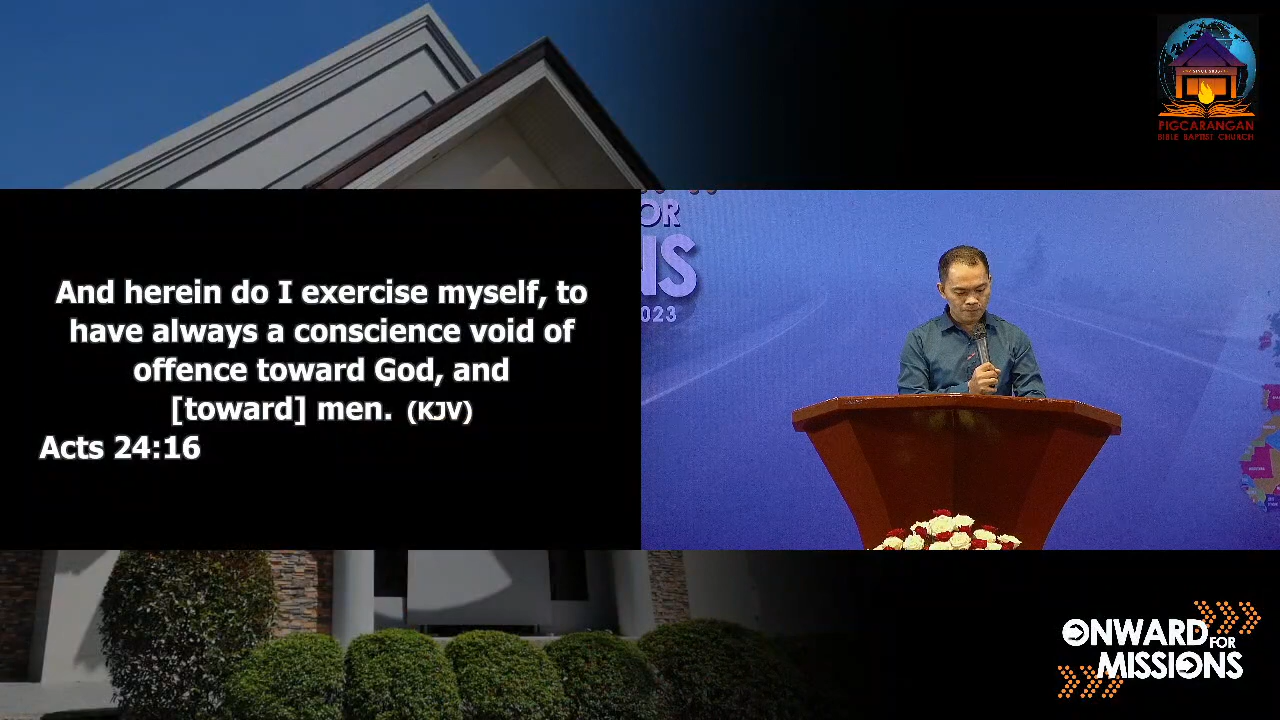 PIGCARANGAN
BIBLE BAPTIST CHURCH
OR
NS
023
And herein do I exercise myself, to
have always a conscience void of
offence toward God, and
[toward] men. (KJV)
Acts 24:16
ONWARD
FOR
MISSIONS